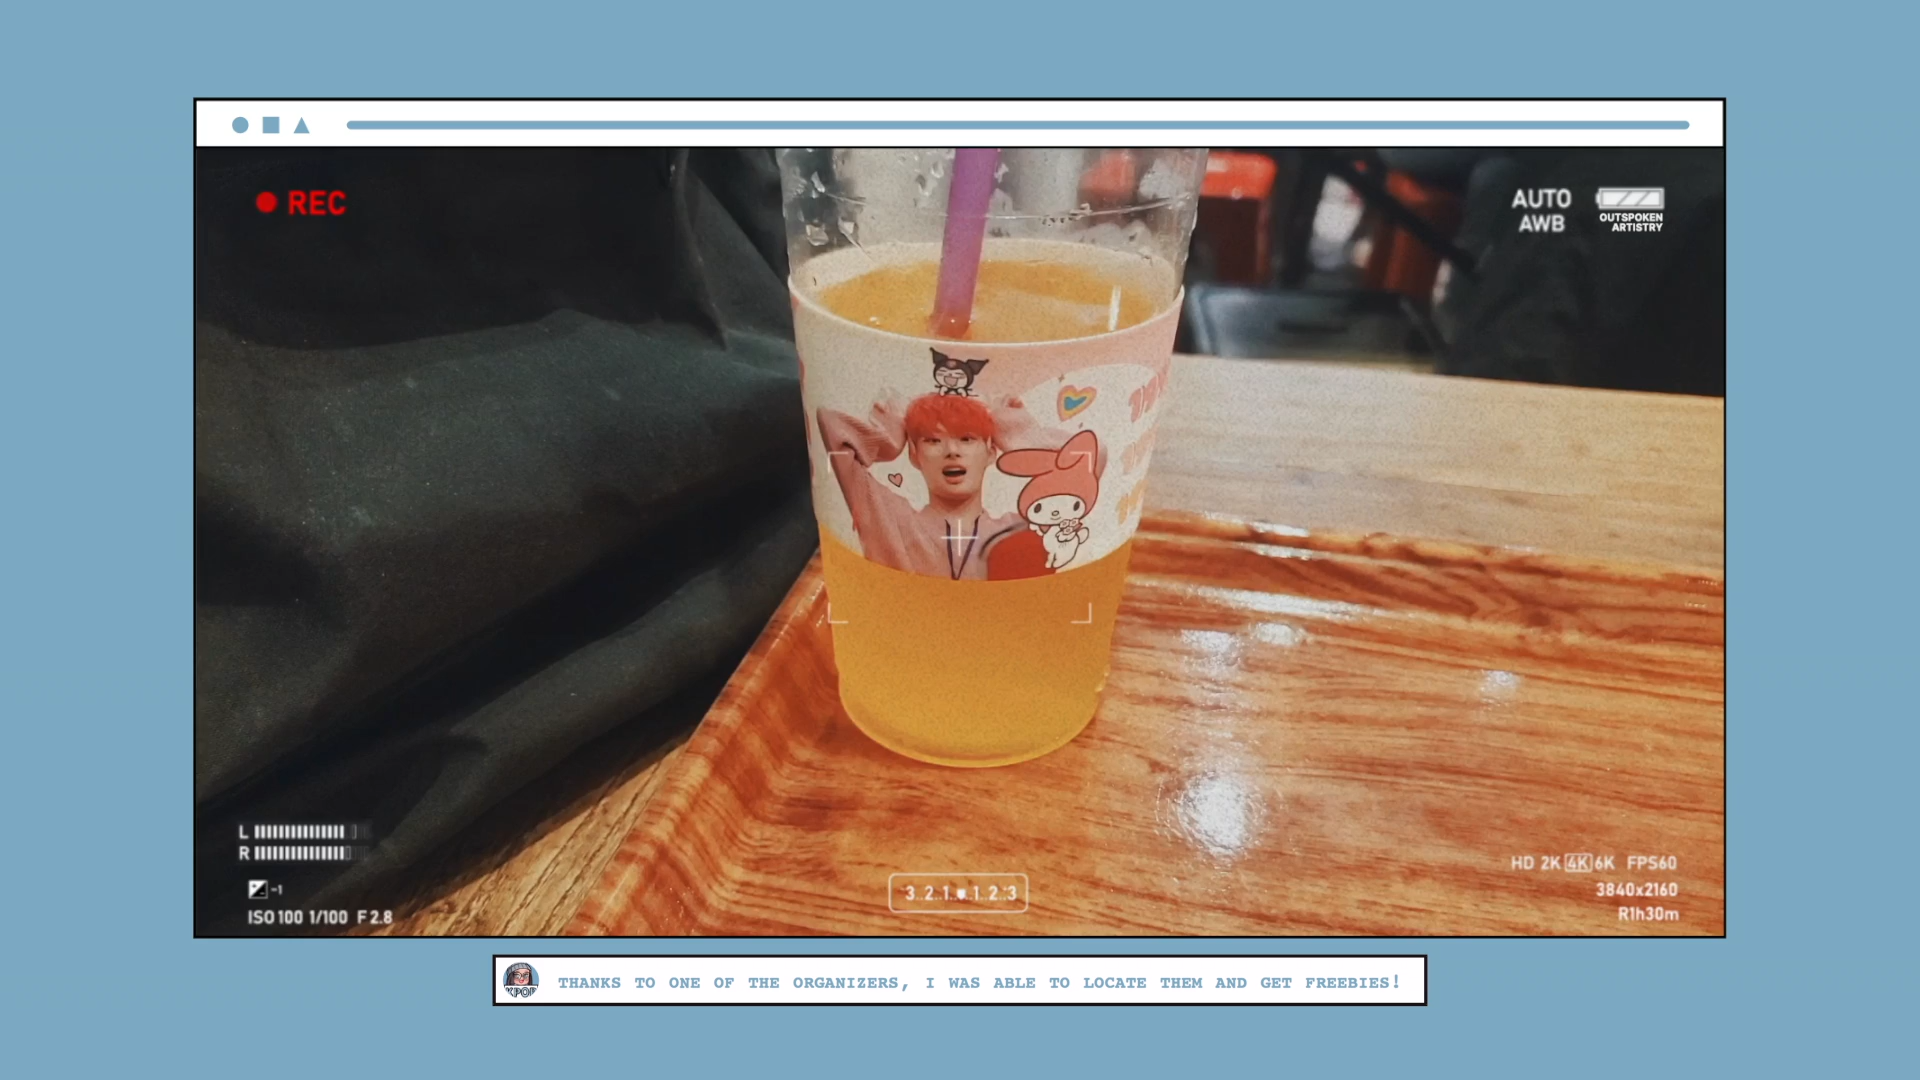 REC
AUTO
AWB
OUTSPOKEN
ARTISTRY
L
R
-1
ISO 100 1/100 F 2.8
3..2..1..1..2..3
HD 2K 4K 6K FPS60
3840x2160
R1h30m
KPOP
THANKS TO ONE OF THE ORGANIZERS, I WAS ABLE TO LOCATE THEM AND GET FREEBIES!